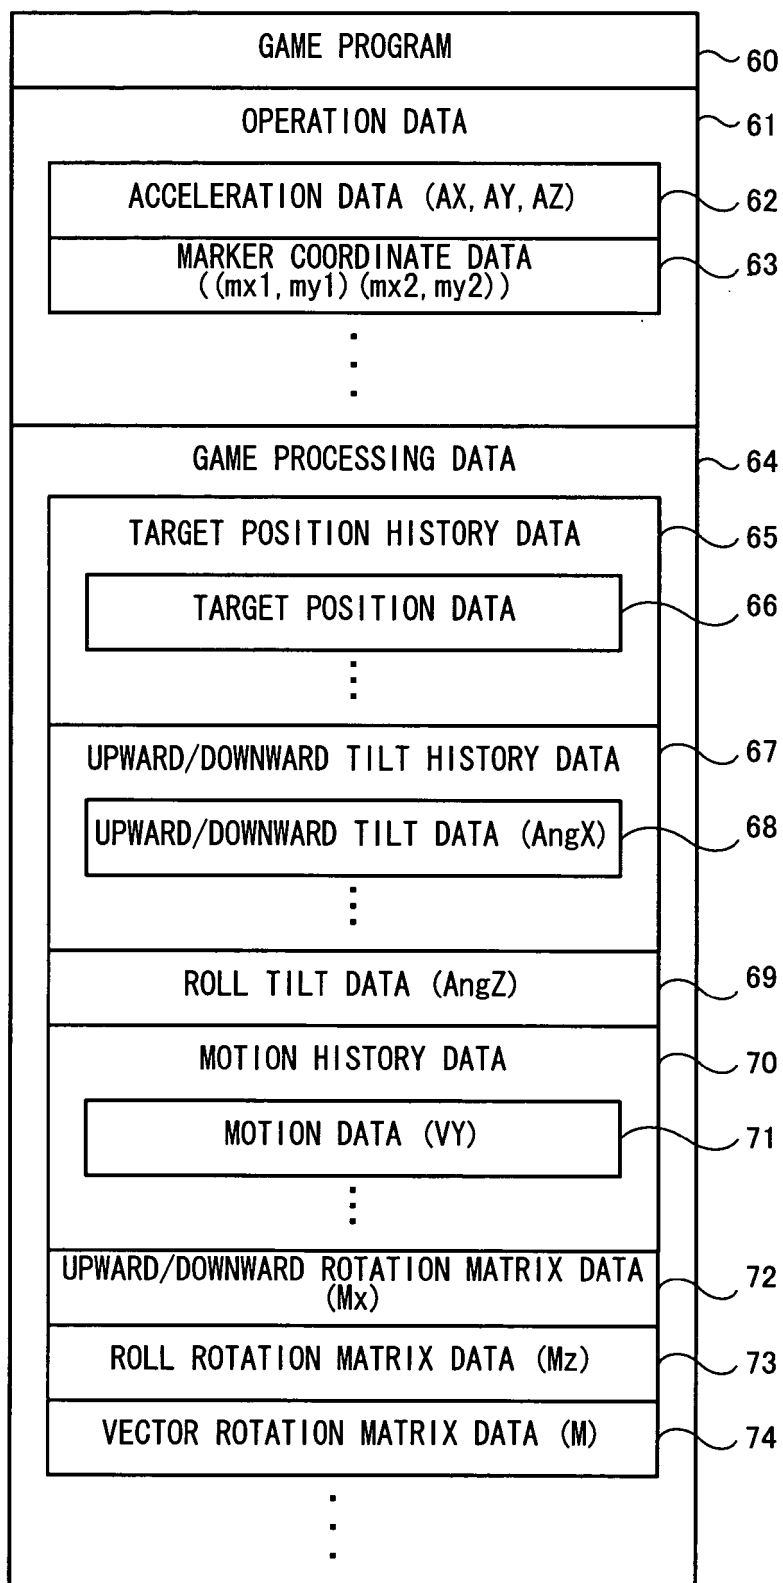 GAME PROGRAM
60
OPERATION DATA
61
ACCELERATION DATA (AX, AY, AZ)
62
MARKER COORDINATE DATA
((mx1, my1) (mx2, my2))
63
GAME PROCESSING DATA
64
TARGET POSITION HISTORY DATA
65
TARGET POSITION DATA
66
UPWARD/DOWNWARD TILT HISTORY DATA
67
UPWARD/DOWNWARD TILT DATA (AngX)
68
ROLL TILT DATA (AngZ)
69
MOTION HISTORY DATA
70
MOTION DATA (VY)
71
UPWARD/DOWNWARD ROTATION MATRIX DATA
(Mx)
72
ROLL ROTATION MATRIX DATA (Mz)
73
VECTOR ROTATION MATRIX DATA (M)
74